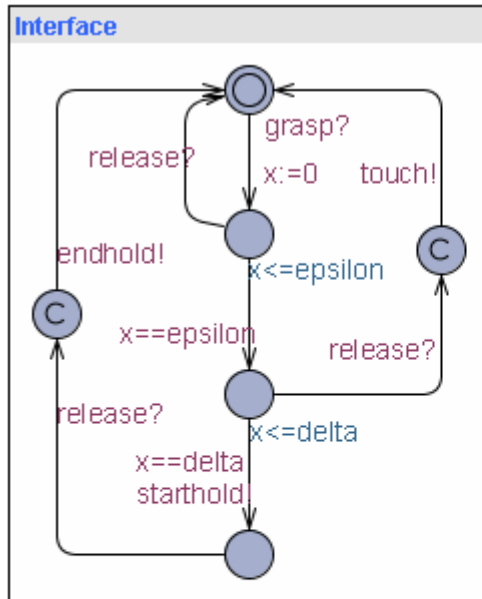 Interface
grasp?
release?
x:=0
touch!
endhold!
C
x<=epsilon
C
x==epsilon
release?
release?
x<=delta
x==delta
starthold!